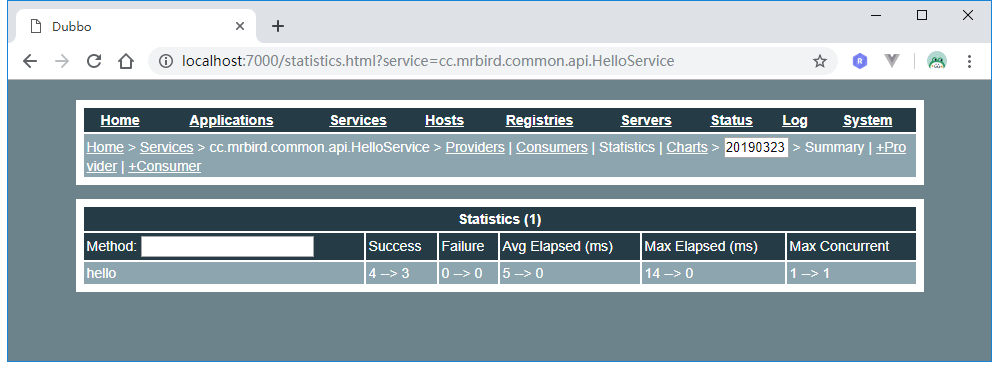 Dubbo
localhost:7000/statistics.html?service=cc.mrbird.common.api.HelloService
R
Home Applications Services Hosts Registries Servers Status Log System
Home > Services > cc.mrbird.common.api.HelloService > Providers | Consumers | Statistics | Charts > 20190323 > Summary | +Pro
vider | +Consumer
Statistics (1)
Method: Success Failure Avg Elapsed (ms) Max Elapsed (ms) Max Concurrent
hello 4 --> 3 0 --> 0 5 --> 0 14 --> 0 1 --> 1